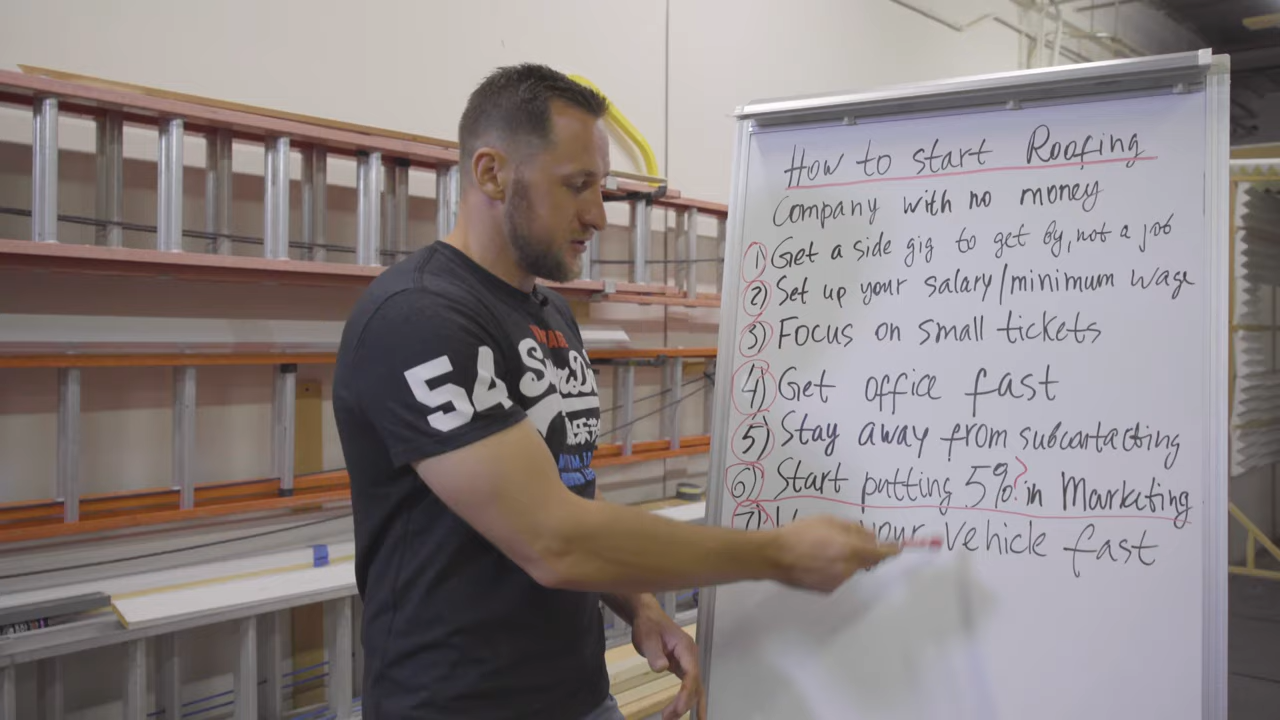 How to start Roofing
Company with no money
1) Get a side gig to get by, not a job
2) Set up your salary/minimum wage
3) Focus on small tickets
4) Get office fast
5) Stay away from subcontacting
6) Start putting 5%? in Marketing
7) your vehicle fast
54